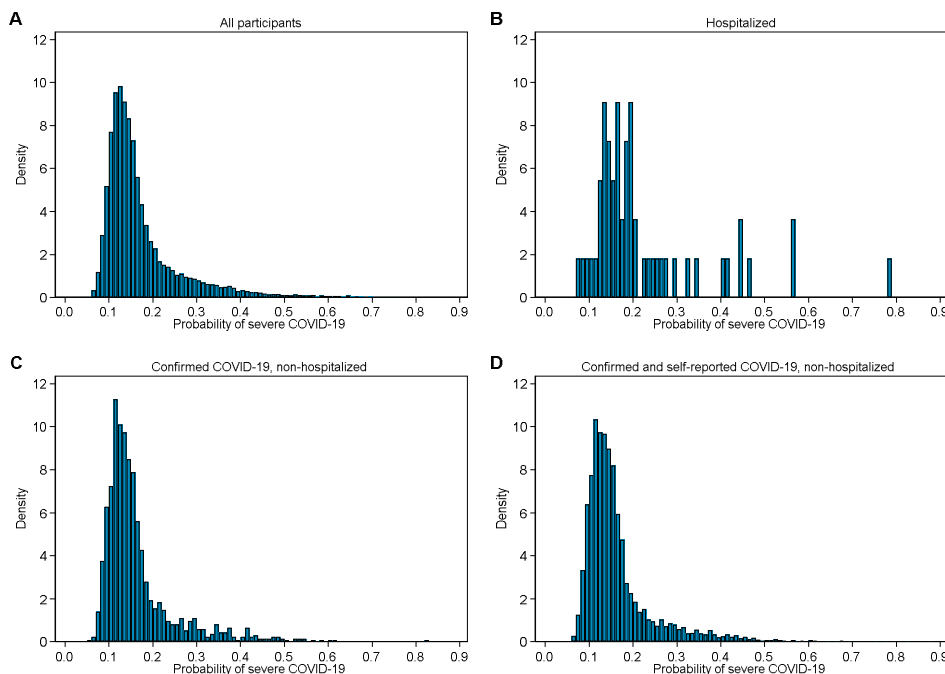 A
All participants
12
10
8
6
4
2
0
Density
0.0 0.1 0.2 0.3 0.4 0.5 0.6 0.7 0.8 0.9
Probability of severe COVID-19
B
Hospitalized
12
10
8
6
4
2
0
Density
0.0 0.1 0.2 0.3 0.4 0.5 0.6 0.7 0.8 0.9
Probability of severe COVID-19
C
Confirmed COVID-19, non-hospitalized
12
10
8
6
4
2
0
Density
0.0 0.1 0.2 0.3 0.4 0.5 0.6 0.7 0.8 0.9
Probability of severe COVID-19
D
Confirmed and self-reported COVID-19, non-hospitalized
12
10
8
6
4
2
0
Density
0.0 0.1 0.2 0.3 0.4 0.5 0.6 0.7 0.8 0.9
Probability of severe COVID-19